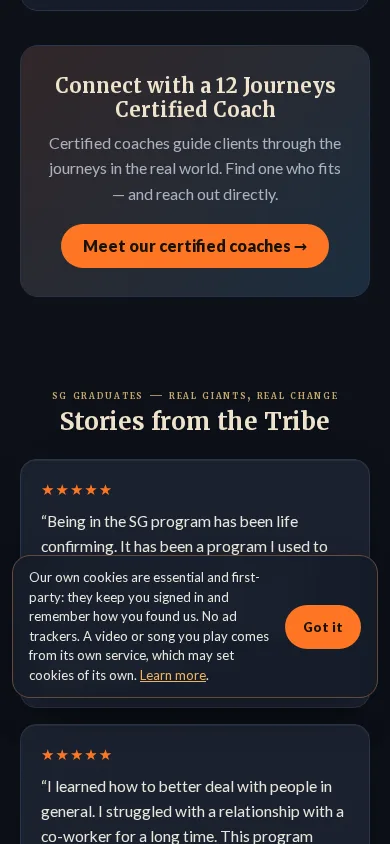 Connect with a 12 Journeys
Certified Coach
Certified coaches guide clients through the
journeys in the real world. Find one who fits
— and reach out directly.
Meet our certified coaches →
SG GRADUATES — REAL GIANTS, REAL CHANGE
Stories from the Tribe
★★★★★
“Being in the SG program has been life
confirming. It has been a program I used to
Our own cookies are essential and first-
party: they keep you signed in and
remember how you found us. No ad
trackers. A video or song you play comes
from its own service, which may set
cookies of its own. Learn more.
Got it
★★★★★
“I learned how to better deal with people in
general. I struggled with a relationship with a
co-worker for a long time. This program